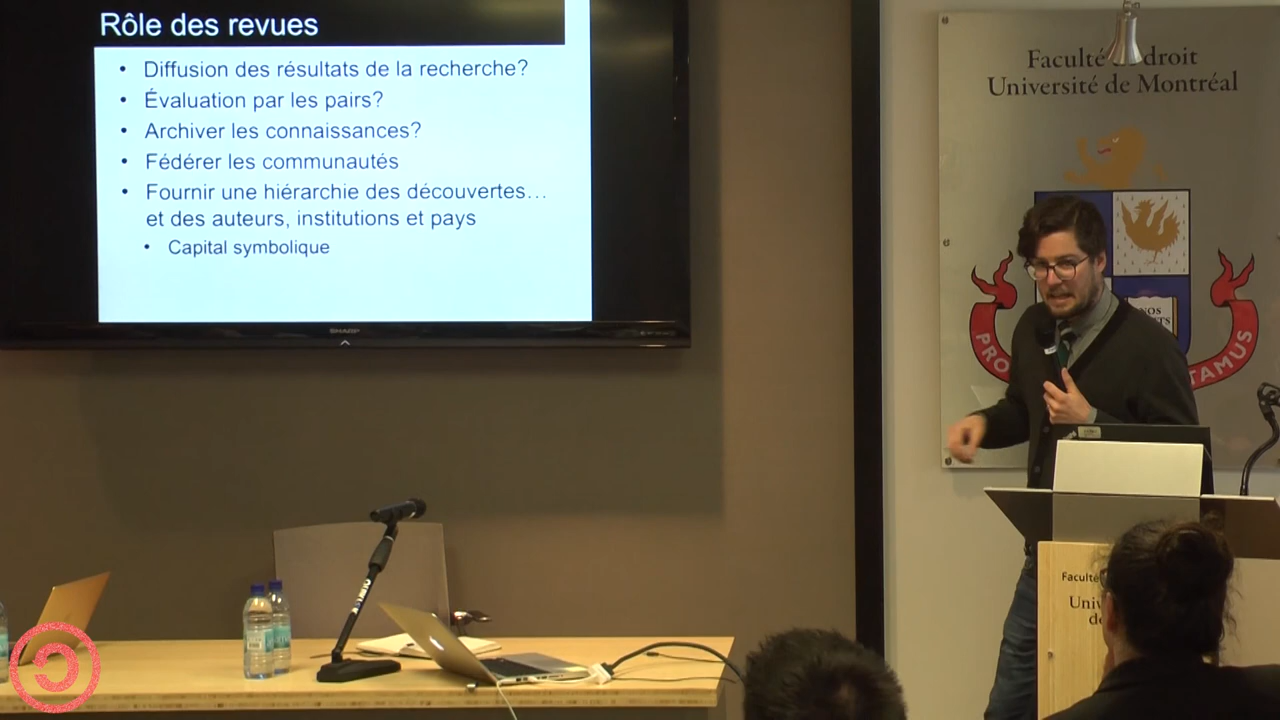 Rôle des revues
• Diffusion des résultats de la recherche?
• Évaluation par les pairs?
• Archiver les connaissances?
• Fédérer les communautés
• Fournir une hiérarchie des découvertes…
et des auteurs, institutions et pays
• Capital symbolique
SHARP
Faculté droit
Université de Montréal
Faculté